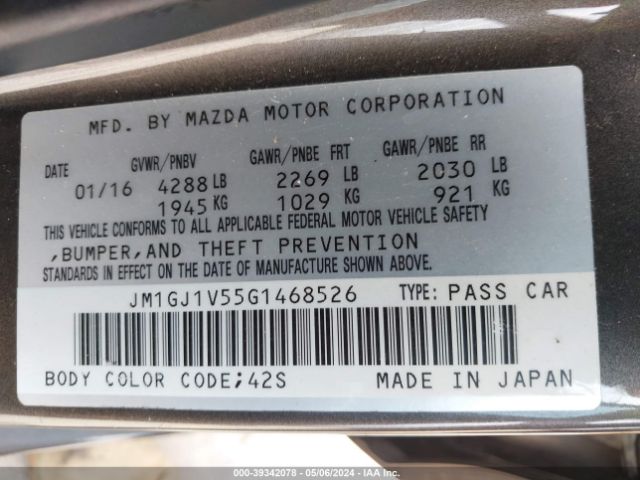 MFD. BY MAZDA MOTOR CORPORATION
DATE GVWR/PNBV GAWR/PNBE FRT GAWR/PNBE RR
01/16 4288 LB 2269 LB 2030 LB
1945 KG 1029 KG 921 KG
THIS VEHICLE CONFORMS TO ALL APPLICABLE FEDERAL MOTOR VEHICLE SAFETY
,BUMPER,AND THEFT PREVENTION
STANDARDS IN EFFECT ON THE DATE OF MANUFACTURE SHOWN ABOVE.
JM1GJ1V55G1468526 TYPE: PASS CAR
BODY COLOR CODE;42S MADE IN JAPAN
000-39342078 - 05/06/2024 - IAA Inc.